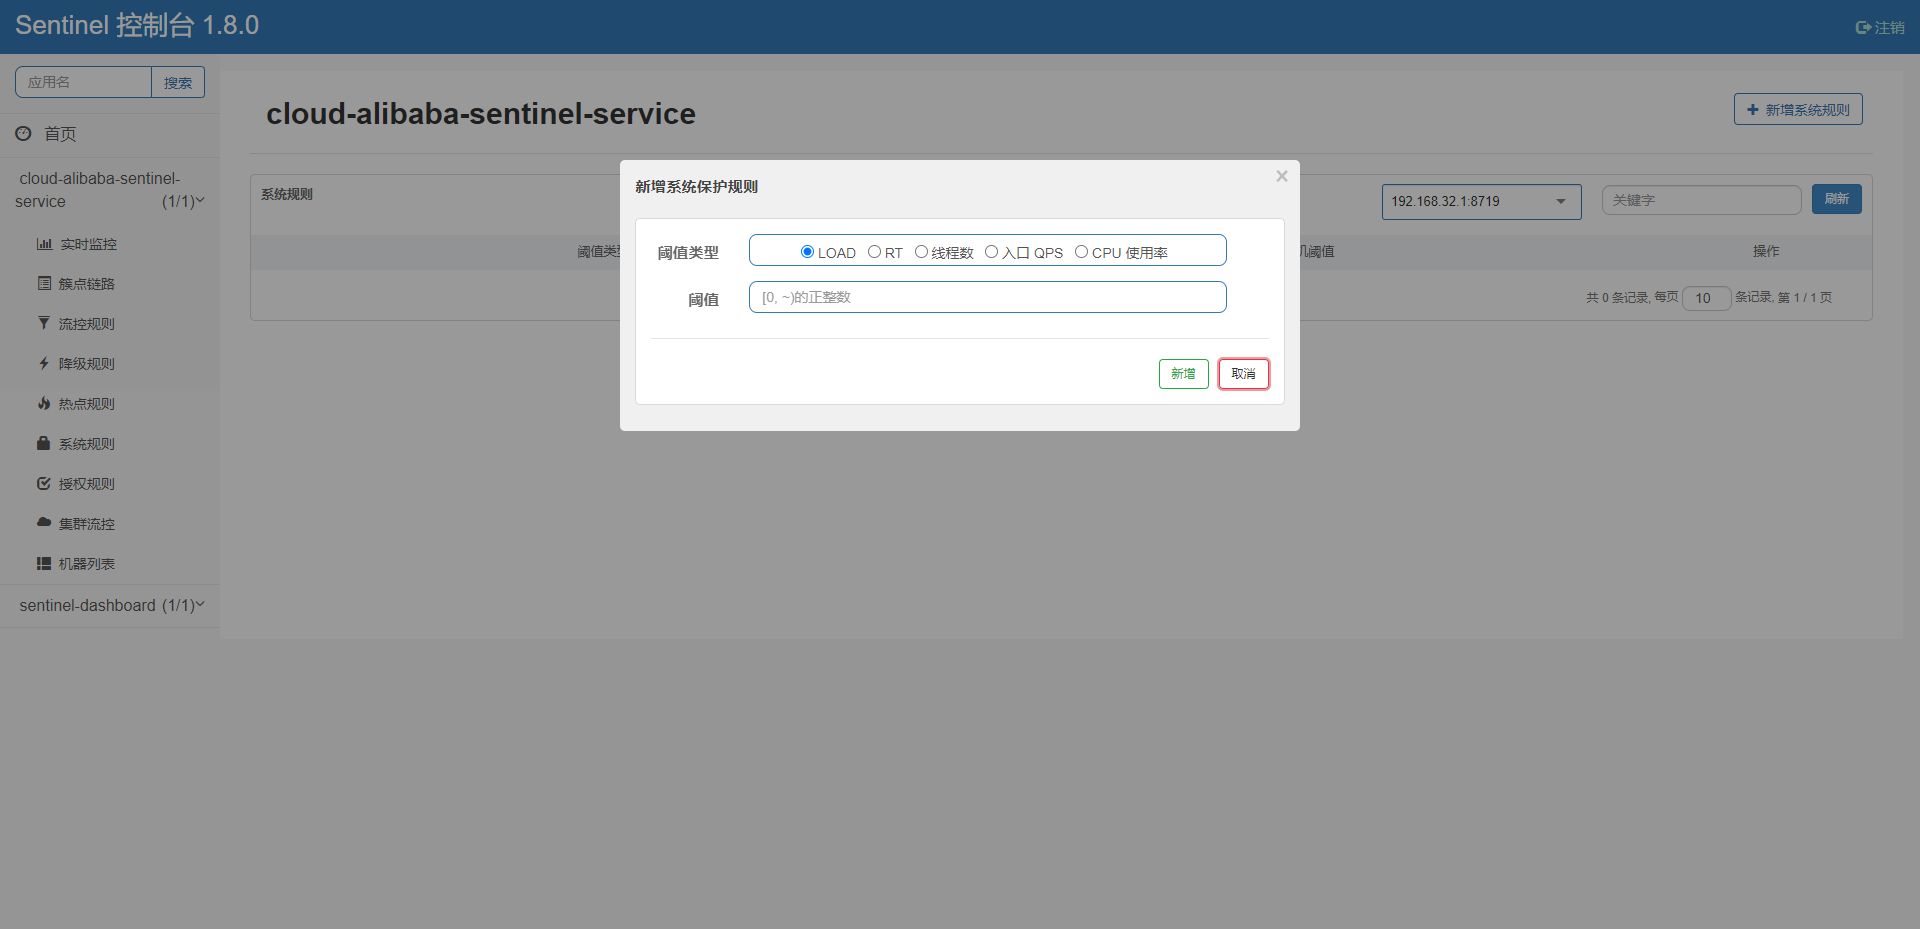 Sentinel 控制台 1.8.0
注销
应用名 搜索
首页
cloud-alibaba-sentinel-
service (1/1)
实时监控
簇点链路
流控规则
降级规则
热点规则
系统规则
授权规则
集群流控
机器列表
sentinel-dashboard (1/1)
cloud-alibaba-sentinel-service
新增系统规则
系统规则
192.168.32.1:8719 关键字 刷新
阈值类 阈值 操作
共 0 条记录, 每页 10 条记录, 第 1 / 1 页
新增系统保护规则
×
阈值类型 LOAD RT 线程数 入口 QPS CPU 使用率
阈值 [0, ~)的正整数
新增 取消